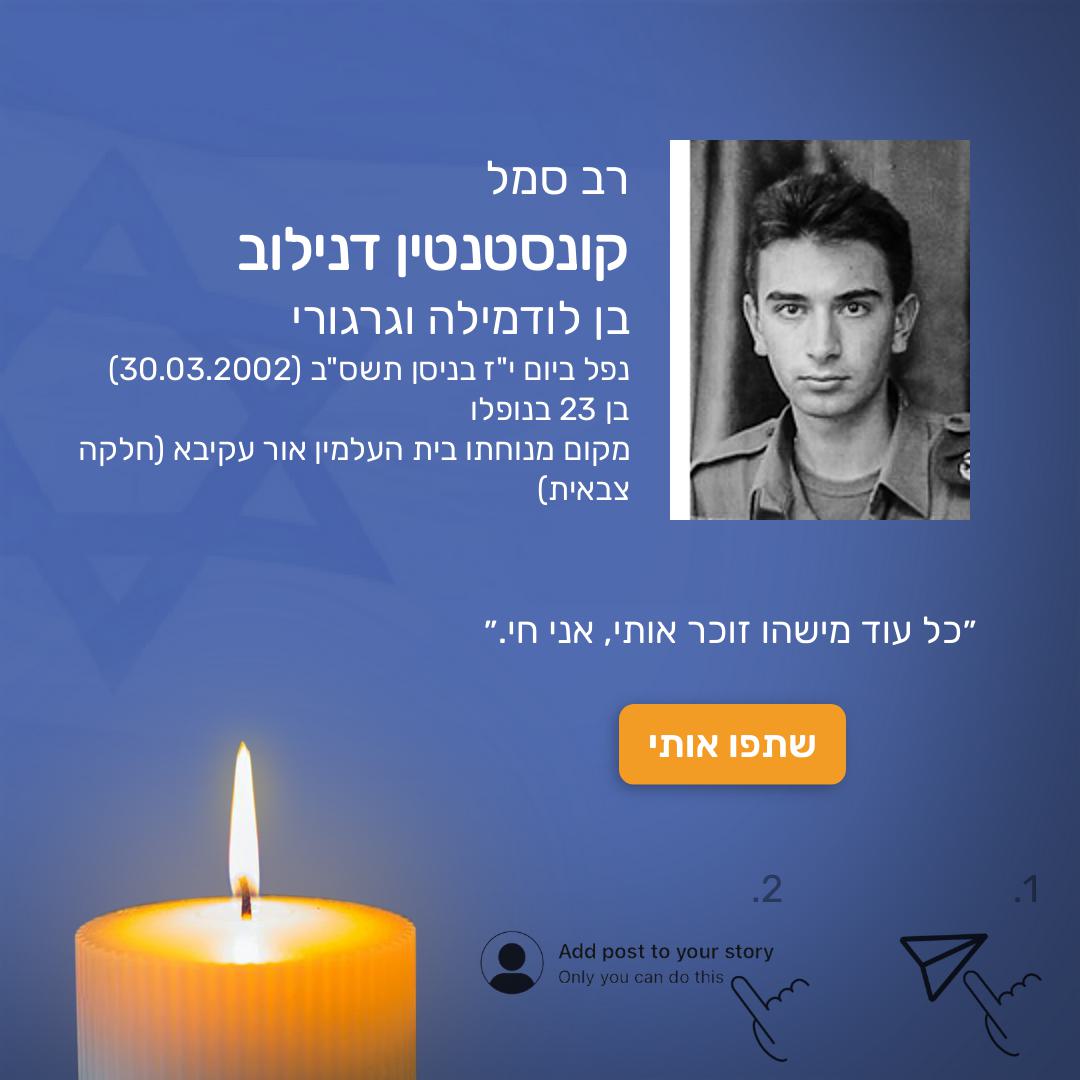 רב סמל
קונסטנטין דנילוב
בן לודמילה וגרגורי
נפל ביום י"ז בניסן תשס"ב (30.03.2002)
בן 23 בנופלו
מקום מנוחתו בית העלמין אור עקיבא (חלקה
צבאית)
״כל עוד מישהו זוכר אותי, אני חי.״
שתפו אותי
.1
.2
Add post to your story
Only you can do this